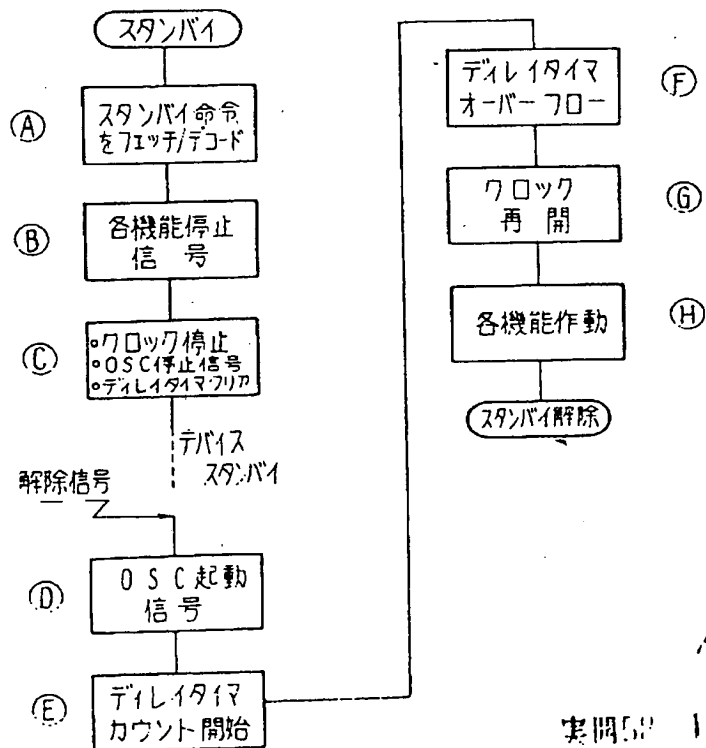 スタンバイ
Ⓐ
スタンバイ命令
をフェッチ/デコード
Ⓑ
各機能停止
信号
Ⓒ
・クロック停止
・OSC停止信号
・ディレイタイマ・クリア
デバイス
スタンバイ
解除信号
Ⓓ
OSC起動
信号
Ⓔ
ディレイタイマ
カウント開始
ディレイタイマ
オーバーフロー
Ⓕ
クロック
再開
Ⓖ
各機能作動
Ⓗ
スタンバイ解除
実開58